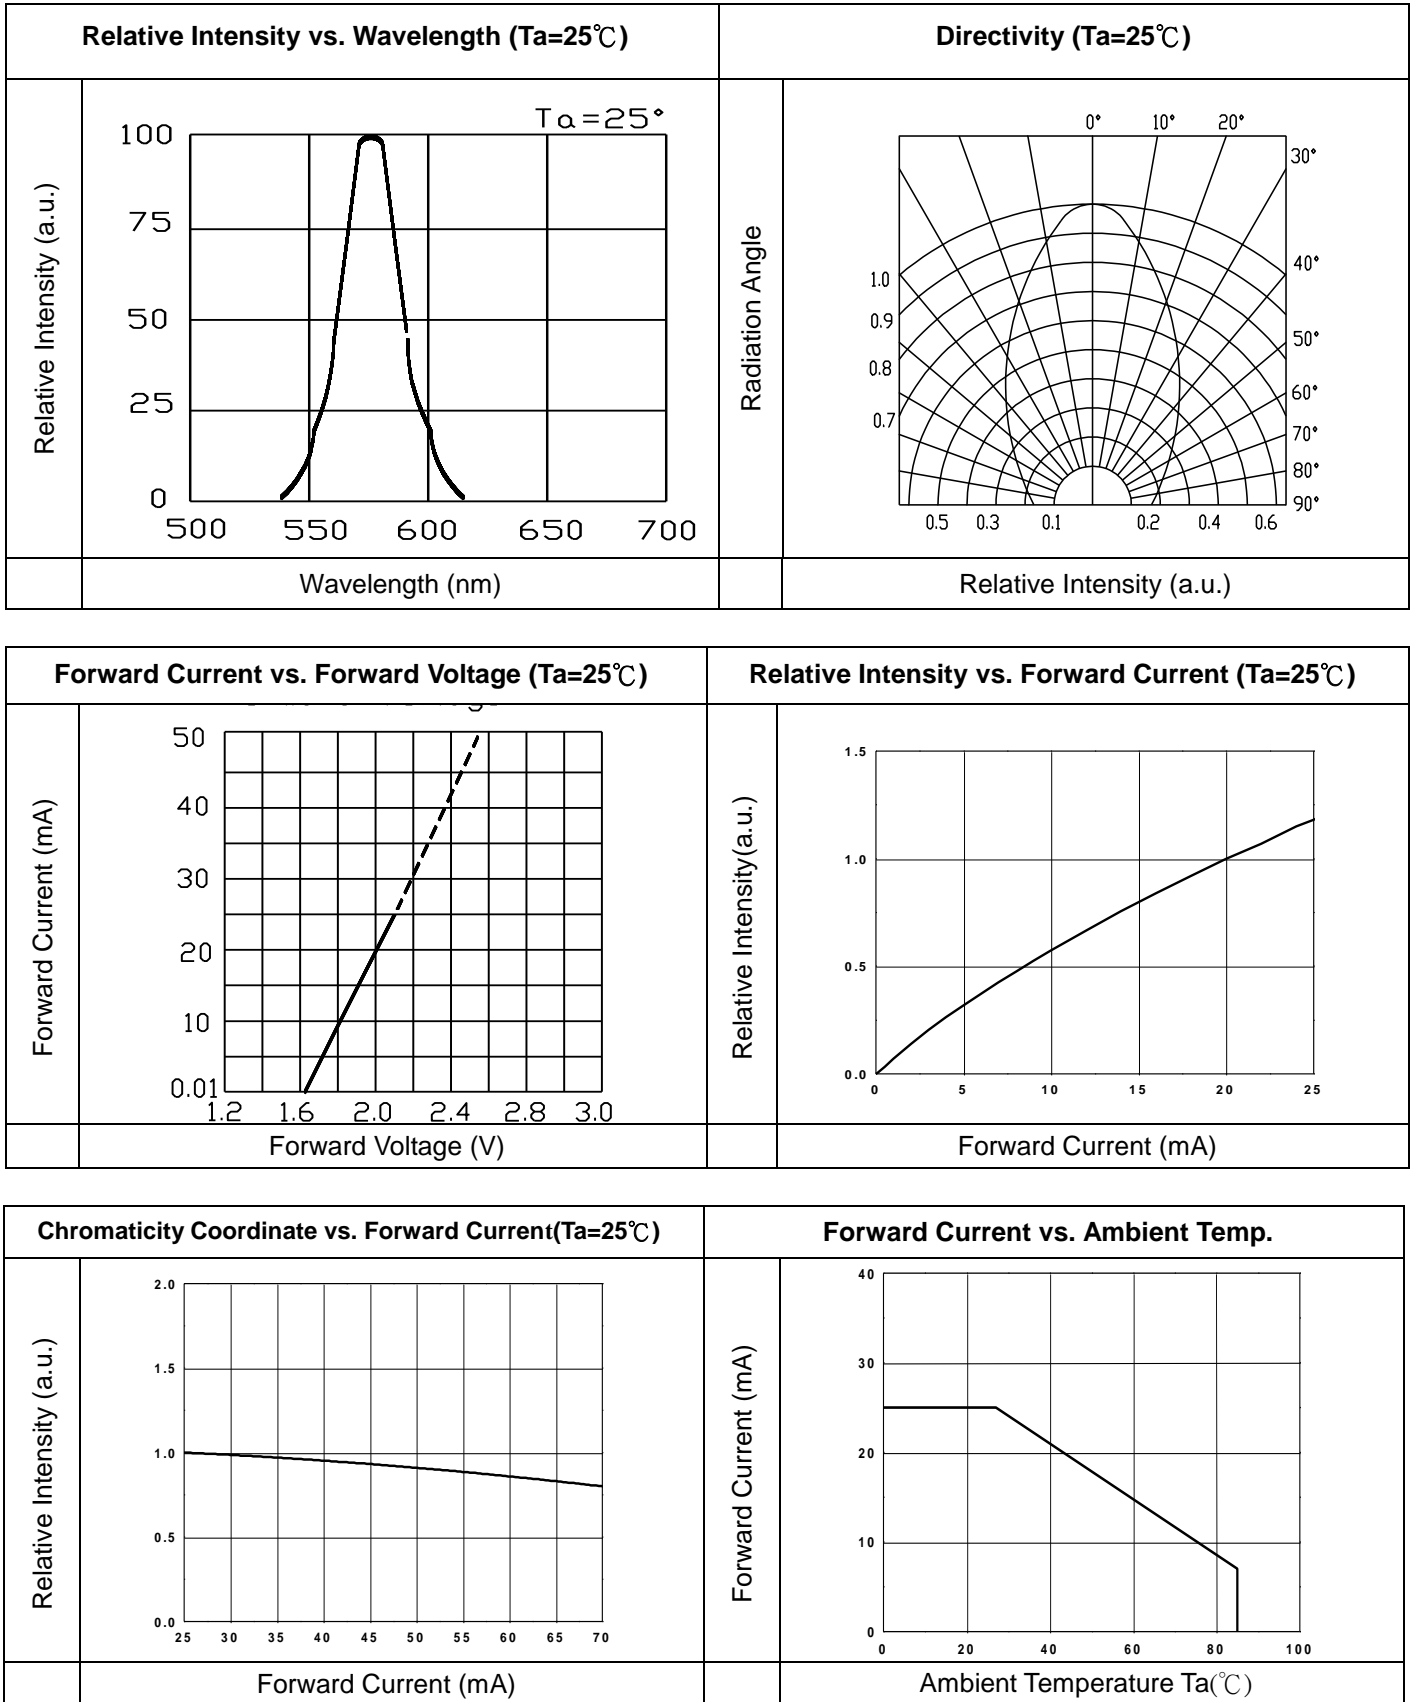 Relative Intensity vs. Wavelength (Ta=25℃)
Directivity (Ta=25℃)
Relative Intensity (a.u.)
Ta=25°
100
75
50
25
0
500 550 600 650 700
Wavelength (nm)
Radiation Angle
0° 10° 20°
30°
40°
50°
60°
70°
80°
90°
1.0
0.9
0.8
0.7
0.5 0.3 0.1 0.2 0.4 0.6
Relative Intensity (a.u.)
Forward Current vs. Forward Voltage (Ta=25℃)
Relative Intensity vs. Forward Current (Ta=25℃)
Forward Current (mA)
50
40
30
20
10
0.01
1.2 1.6 2.0 2.4 2.8 3.0
Forward Voltage (V)
Relative Intensity(a.u.)
1.5
1.0
0.5
0.0
0 5 10 15 20 25
Forward Current (mA)
Chromaticity Coordinate vs. Forward Current(Ta=25℃)
Forward Current vs. Ambient Temp.
Relative Intensity (a.u.)
2.0
1.5
1.0
0.5
0.0
25 30 35 40 45 50 55 60 65 70
Forward Current (mA)
Forward Current (mA)
40
30
20
10
0
0 20 40 60 80 100
Ambient Temperature Ta(℃)